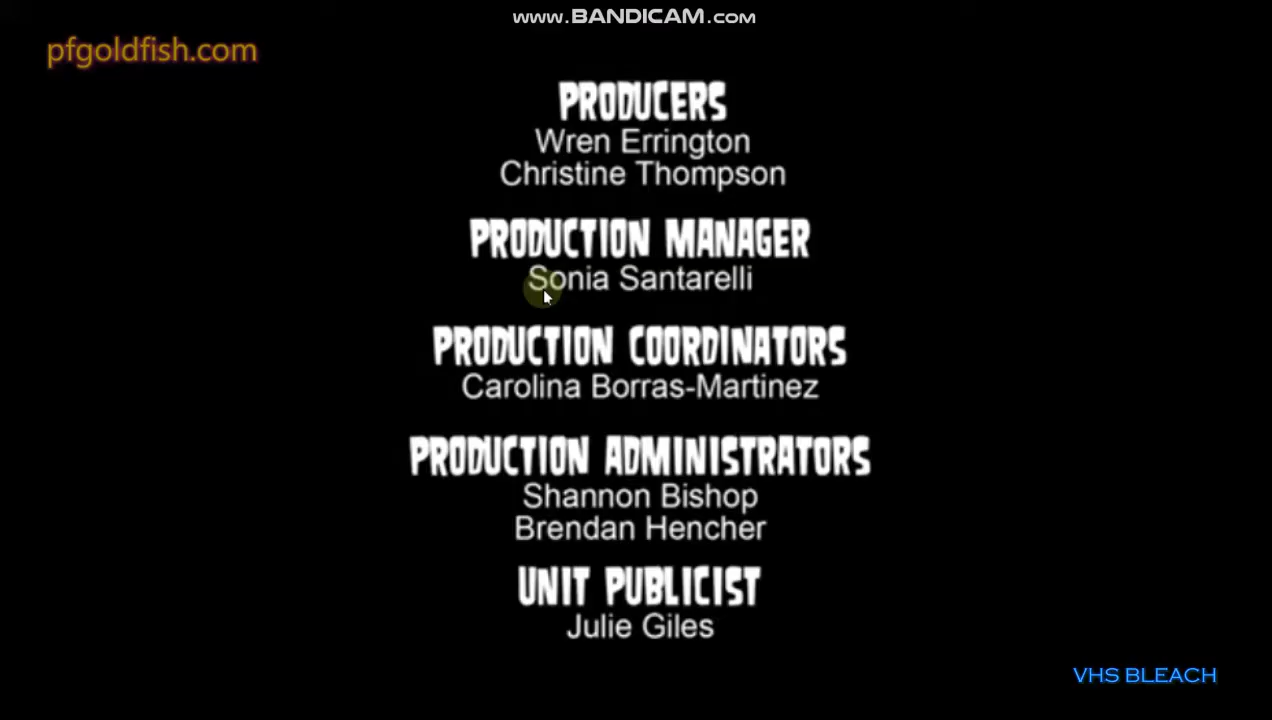 www.BANDICAM.com
pfgoldfish.com
PRODUCERS
Wren Errington
Christine Thompson
PRODUCTION MANAGER
Sonia Santarelli
PRODUCTION COORDINATORS
Carolina Borras-Martinez
PRODUCTION ADMINISTRATORS
Shannon Bishop
Brendan Hencher
UNIT PUBLICIST
Julie Giles
VHS BLEACH